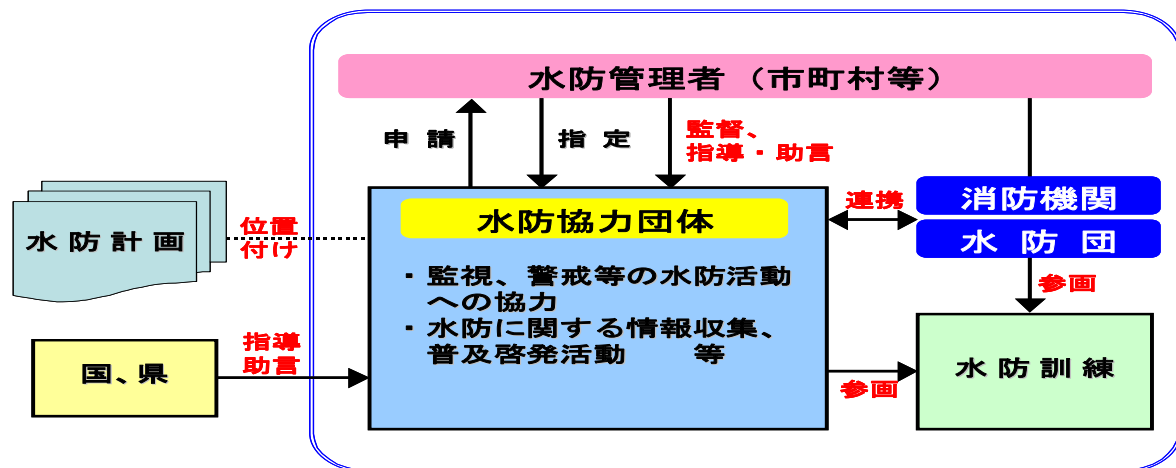 水防管理者（市町村等）
申 請
指 定
監督、
指導・助言
水防計画
位置
付け
水防協力団体
・監視、警戒等の水防活動
への協力
・水防に関する情報収集、
普及啓発活動　　等
連携
消防機関
水 防 団
参画
国、県
指導
助言
参画
水防訓練